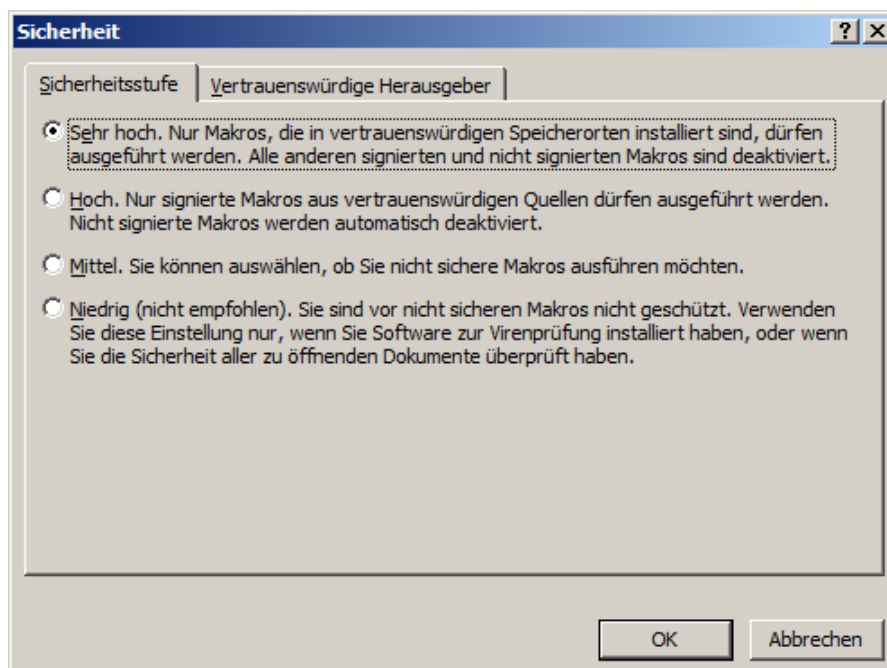 Sicherheit
Sicherheitsstufe
Vertrauenswürdige Herausgeber
Sehr hoch. Nur Makros, die in vertrauenswürdigen Speicherorten installiert sind, dürfen
ausgeführt werden. Alle anderen signierten und nicht signierten Makros sind deaktiviert.
Hoch. Nur signierte Makros aus vertrauenswürdigen Quellen dürfen ausgeführt werden.
Nicht signierte Makros werden automatisch deaktiviert.
Mittel. Sie können auswählen, ob Sie nicht sichere Makros ausführen möchten.
Niedrig (nicht empfohlen). Sie sind vor nicht sicheren Makros nicht geschützt. Verwenden
Sie diese Einstellung nur, wenn Sie Software zur Virenprüfung installiert haben, oder wenn
Sie die Sicherheit aller zu öffnenden Dokumente überprüft haben.
OK
Abbrechen